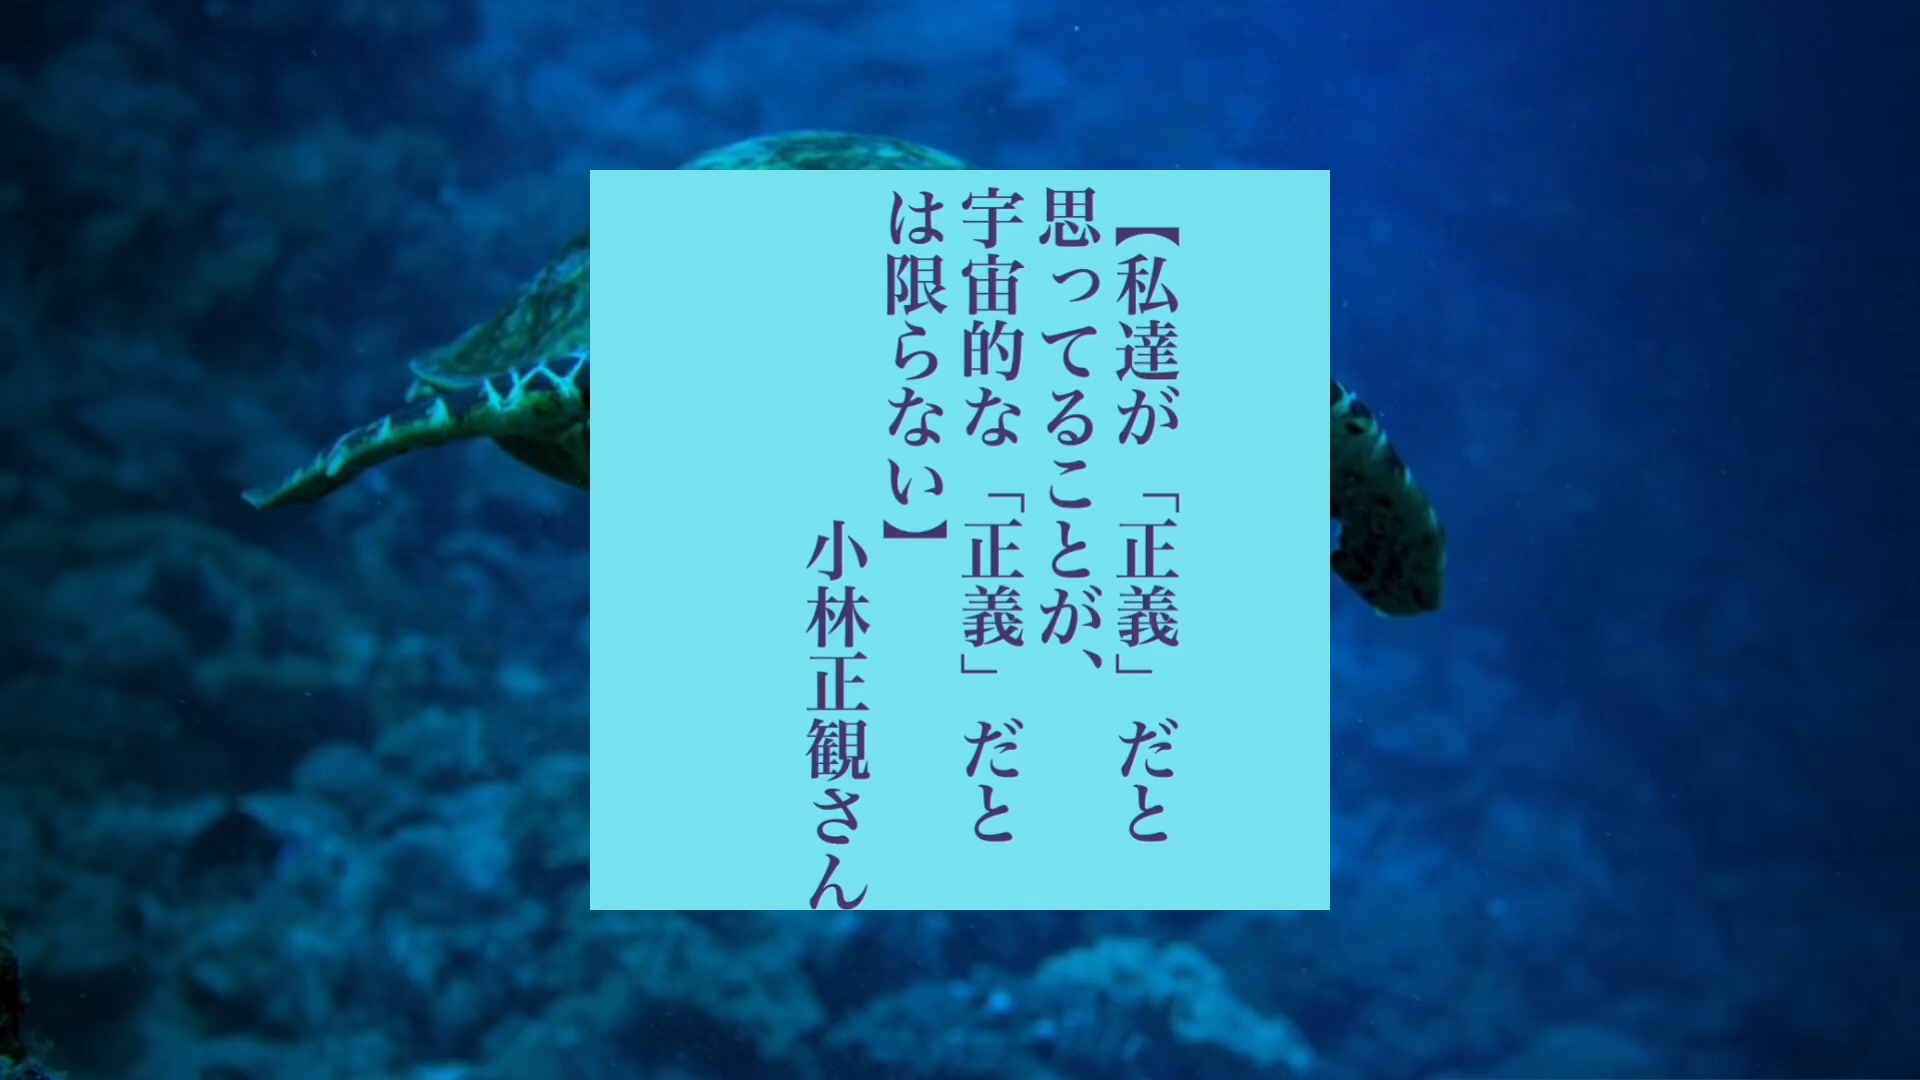 【私達が「正義」だと
思ってることが、
宇宙的な「正義」だと
は限らない】
小林正観さん